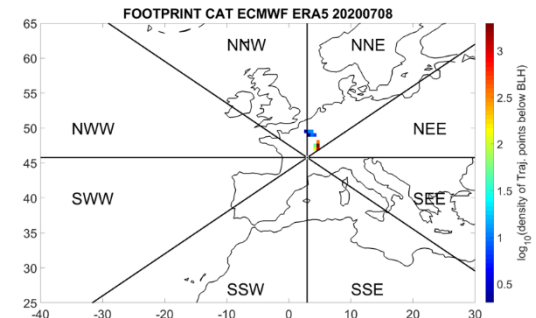 FOOTPRINT CAT ECMWF ERA5 20200708
65
60
55
50
45
40
35
30
25
-40
-30
-20
-10
0
10
20
30
NNW
NNE
NWW
NEE
SWW
SEE
SSW
SSE
3
2.5
2
1.5
1
0.5
log10(density of Traj. points below BLH)